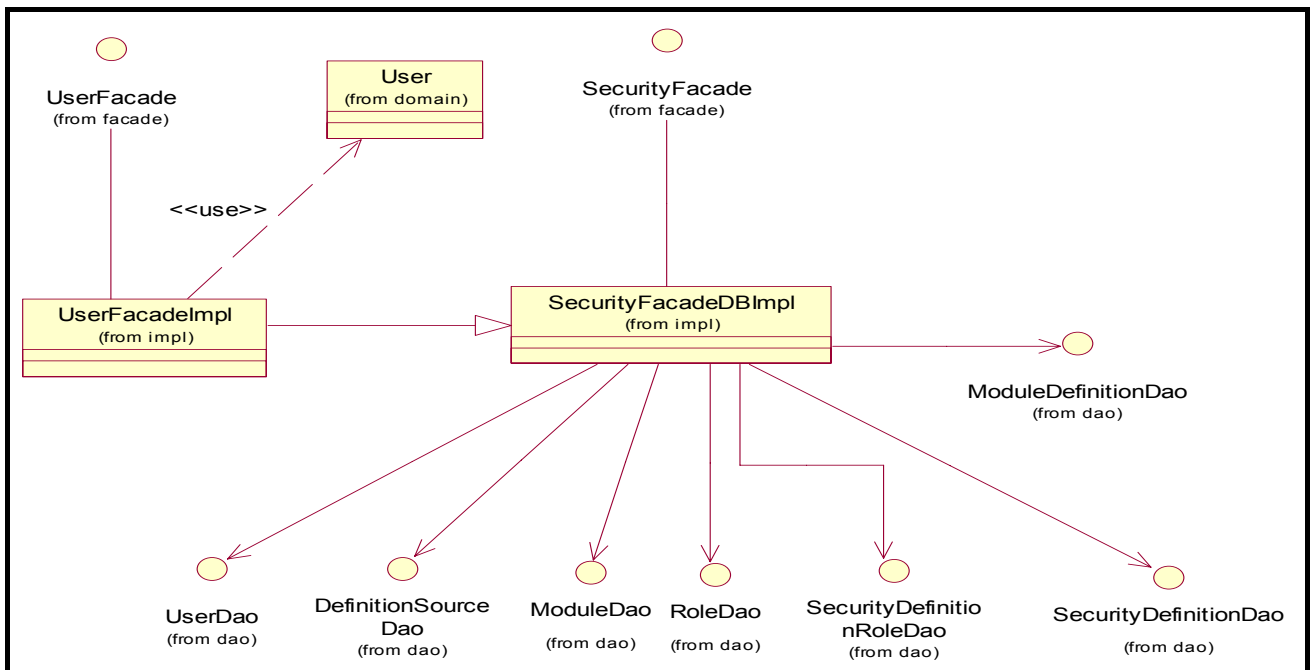 UserFacade
(from facade)
User
(from domain)
SecurityFacade
(from facade)
<<use>>
UserFacadeImpl
(from impl)
SecurityFacadeDBImpl
(from impl)
ModuleDefinitionDao
(from dao)
UserDao
(from dao)
DefinitionSource
Dao
(from dao)
ModuleDao
(from dao)
RoleDao
(from dao)
SecurityDefinitio
nRoleDao
(from dao)
SecurityDefinitionDao
(from dao)